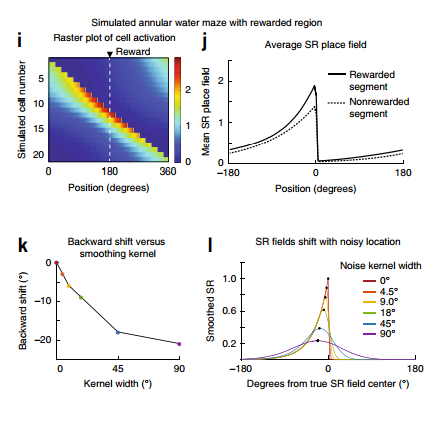 Simulated annular water maze with rewarded region
i
Raster plot of cell activation
▼ Reward
Simulated cell number
5
10
15
20
0
180
360
Position (degrees)
2
1
0
j
Average SR place field
Mean SR place field
2
1
0
Rewarded
segment
Nonrewarded
segment
−180
0
180
Position (degrees)
k
Backward shift versus
smoothing kernel
Backward shift (°)
0
−10
−20
0
45
90
Kernel width (°)
l
SR fields shift with noisy location
Smoothed SR
1.0
0.6
0.2
Noise kernel width
0°
4.5°
9.0°
18°
45°
90°
−180
0
180
Degrees from true SR field center (°)